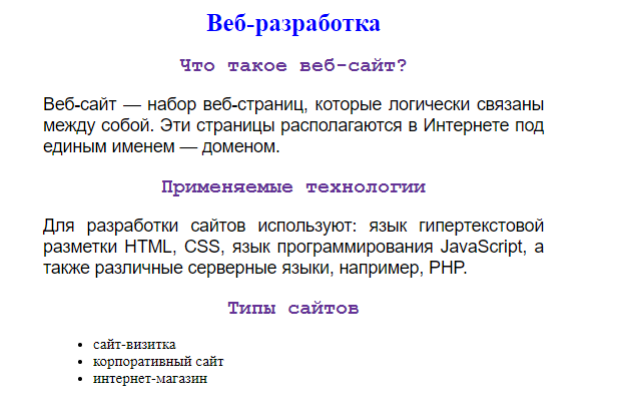 Веб-разработка
Что такое веб-сайт?
Веб-сайт — набор веб-страниц, которые логически связаны
между собой. Эти страницы располагаются в Интернете под
единым именем — доменом.
Применяемые технологии
Для разработки сайтов используют: язык гипертекстовой
разметки HTML, CSS, язык программирования JavaScript, а
также различные серверные языки, например, PHP.
Типы сайтов
• сайт-визитка
• корпоративный сайт
• интернет-магазин